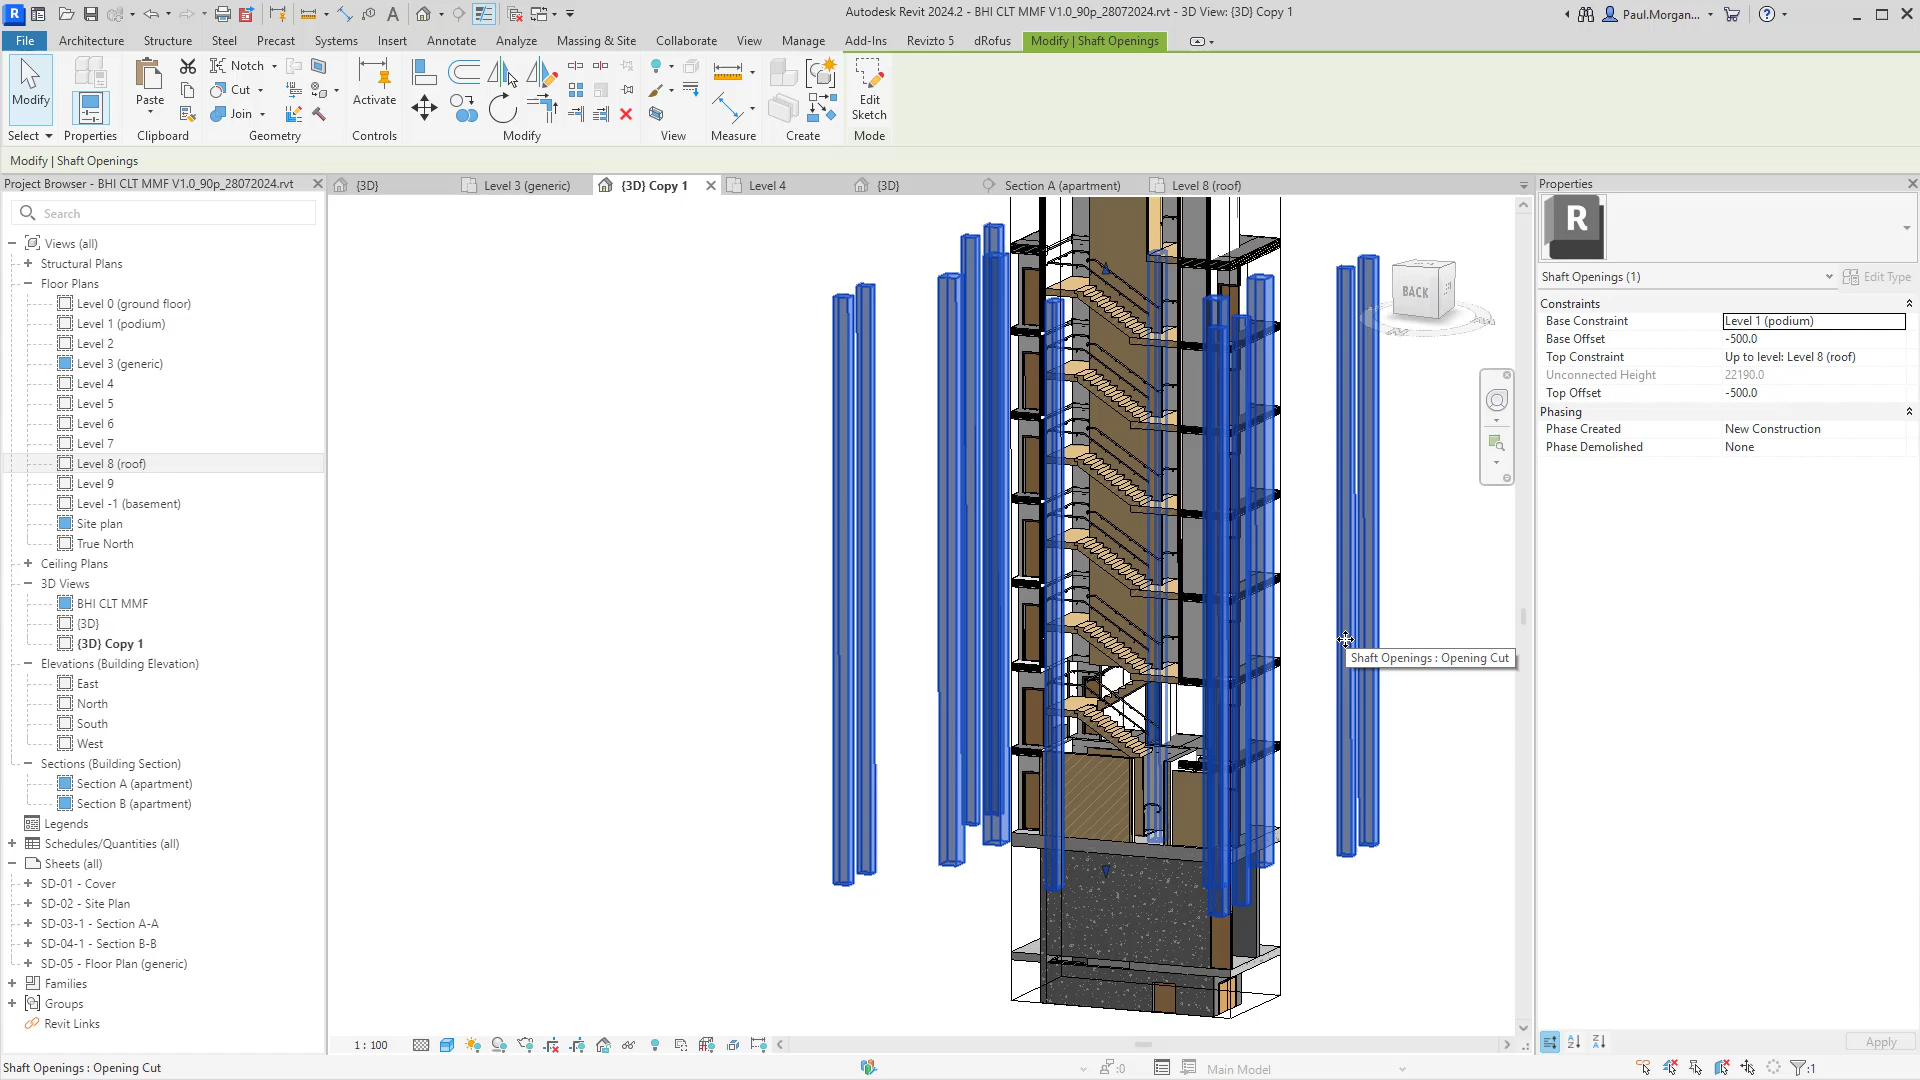 Autodesk Revit 2024.2 - BHI CLT MMF V1.0_90p_28072024.rvt - 3D View: {3D} Copy 1
Paul.Morgan...
File Architecture Structure Steel Precast Systems Insert Annotate Analyze Massing & Site Collaborate View Manage Add-Ins Revizto 5 dRofus Modify | Shaft Openings
Modify
Paste
Notch
Cut
Join
Activate
Edit
Sketch
Select Properties Clipboard Geometry Controls Modify View Measure Create Mode
Modify | Shaft Openings
Project Browser - BHI CLT MMF V1.0_90p_28072024.rvt
{3D} Level 3 (generic) {3D} Copy 1 Level 4 {3D} Section A (apartment) Level 8 (roof)
Search
Views (all)
Structural Plans
Floor Plans
Level 0 (ground floor)
Level 1 (podium)
Level 2
Level 3 (generic)
Level 4
Level 5
Level 6
Level 7
Level 8 (roof)
Level 9
Level -1 (basement)
Site plan
True North
Ceiling Plans
3D Views
BHI CLT MMF
{3D}
{3D} Copy 1
Elevations (Building Elevation)
East
North
South
West
Sections (Building Section)
Section A (apartment)
Section B (apartment)
Legends
Schedules/Quantities (all)
Sheets (all)
SD-01 - Cover
SD-02 - Site Plan
SD-03-1 - Section A-A
SD-04-1 - Section B-B
SD-05 - Floor Plan (generic)
Families
Groups
Revit Links
BACK
Shaft Openings : Opening Cut
Properties
R
Shaft Openings (1)
Edit Type
Constraints
Base Constraint Level 1 (podium)
Base Offset -500.0
Top Constraint Up to level: Level 8 (roof)
Unconnected Height 22190.0
Top Offset -500.0
Phasing
Phase Created New Construction
Phase Demolished None
Apply
1 : 100
Shaft Openings : Opening Cut
:0
Main Model
:1